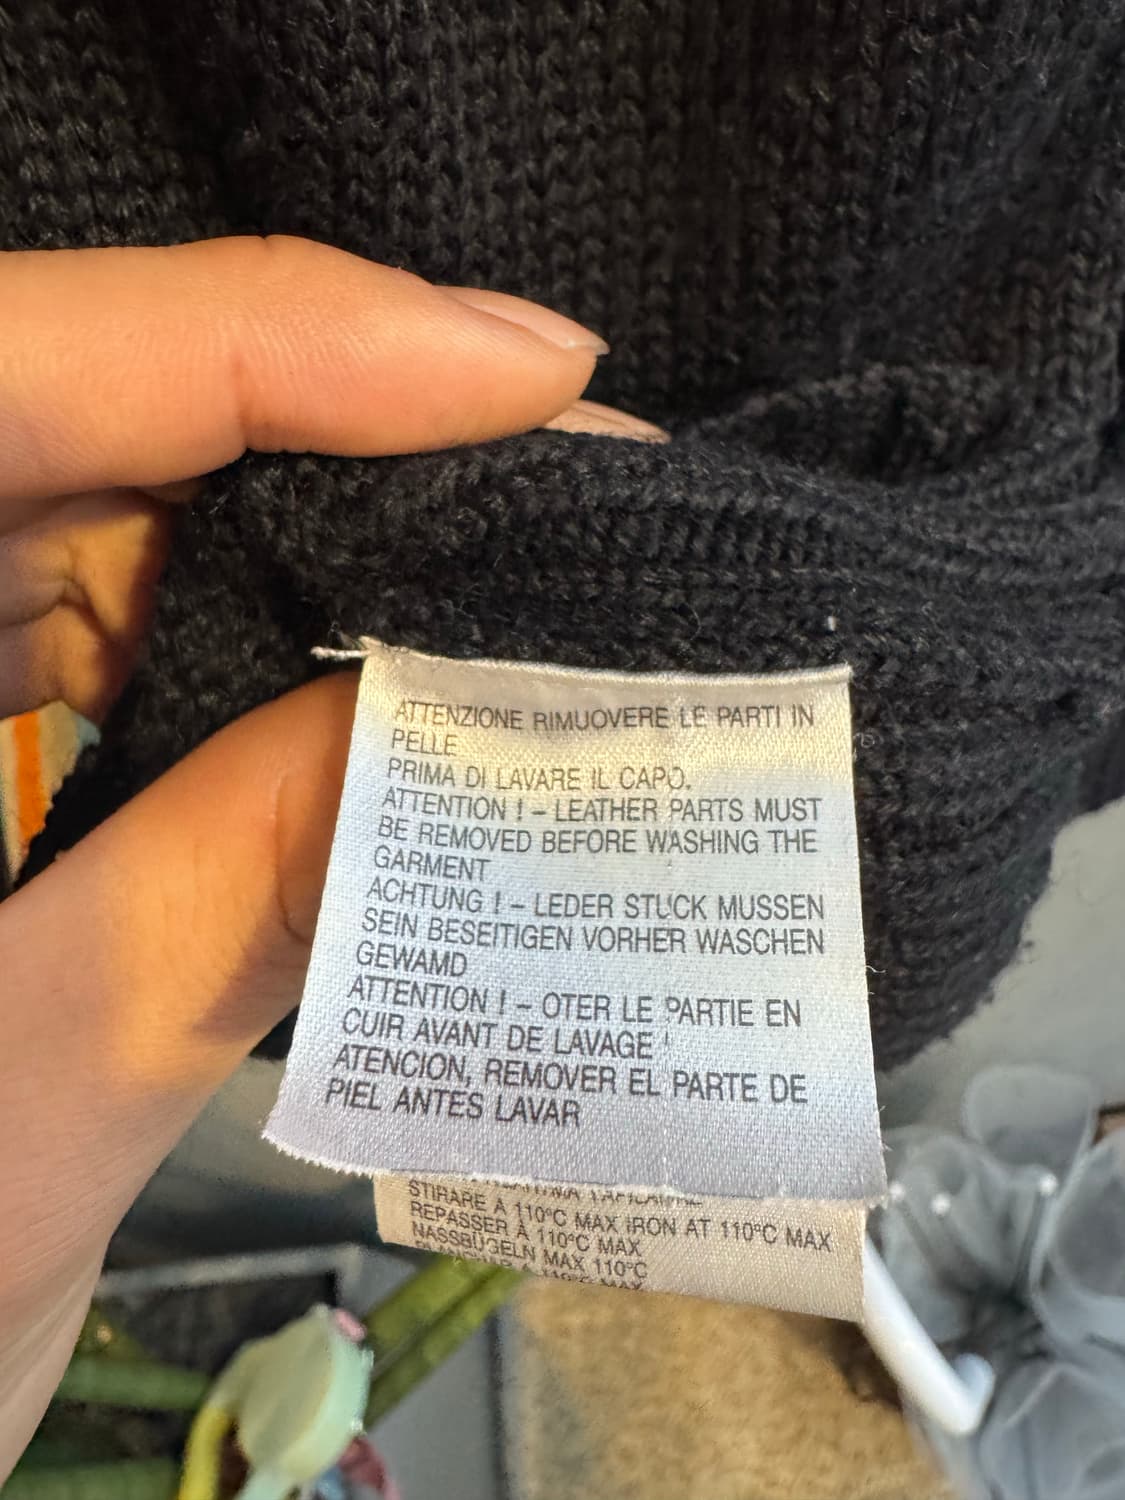 ATTENZIONE RIMUOVERE LE PARTI IN
PELLE
PRIMA DI LAVARE IL CAPO.
ATTENTION ! – LEATHER PARTS MUST
BE REMOVED BEFORE WASHING THE
GARMENT
ACHTUNG ! – LEDER STUCK MUSSEN
SEIN BESEITIGEN VORHER WASCHEN
GEWAMD
ATTENTION ! – OTER LE PARTIE EN
CUIR AVANT DE LAVAGE !
ATENCION, REMOVER EL PARTE DE
PIEL ANTES LAVAR
STIRARE A 110°C MAX IRON AT 110°C MAX
REPASSER À 110°C MAX
NASSBÜGELN MAX 110°C
A 110°C MAX